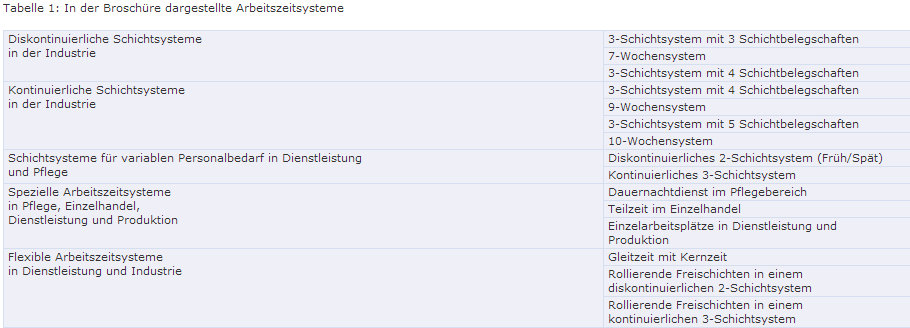 Tabelle 1: In der Broschüre dargestellte Arbeitszeitsysteme
Diskontinuierliche Schichtsysteme
in der Industrie
3-Schichtsystem mit 3 Schichtbelegschaften
7-Wochensystem
3-Schichtsystem mit 4 Schichtbelegschaften
Kontinuierliche Schichtsysteme
in der Industrie
3-Schichtsystem mit 4 Schichtbelegschaften
9-Wochensystem
3-Schichtsystem mit 5 Schichtbelegschaften
10-Wochensystem
Schichtsysteme für variablen Personalbedarf in Dienstleistung
und Pflege
Diskontinuierliches 2-Schichtsystem (Früh/Spät)
Kontinuierliches 3-Schichtsystem
Spezielle Arbeitszeitsysteme
in Pflege, Einzelhandel,
Dienstleistung und Produktion
Dauernachtdienst im Pflegebereich
Teilzeit im Einzelhandel
Einzelarbeitsplätze in Dienstleistung und
Produktion
Flexible Arbeitszeitsysteme
in Dienstleistung und Industrie
Gleitzeit mit Kernzeit
Rollierende Freischichten in einem
diskontinuierlichen 2-Schichtsystem
Rollierende Freischichten in einem
kontinuierlichen 3-Schichtsystem